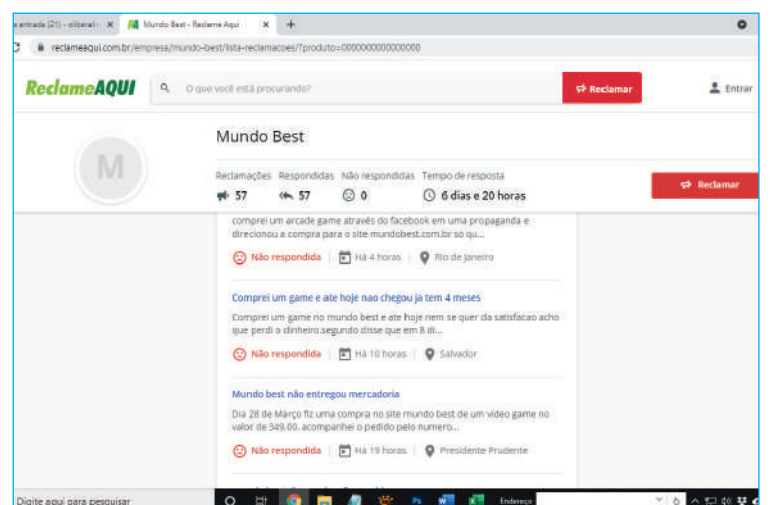 Mundo Best - Reclame Aqui
reclameaqui.com.br/empresa/mundo-best/lista-reclamacoes/?produto=0000000000000000
ReclameAQUI
O que você está procurando?
Reclamar
Entrar
M
Mundo Best
Reclamações Respondidas Não respondidas Tempo de resposta
57 57 0 6 dias e 20 horas
Reclamar
comprei um arcade game através do facebook em uma propaganda e
direcionou a compra para o site mundobest.com.br só qu...
Não respondida Há 4 horas Rio de Janeiro
Comprei um game e ate hoje nao chegou ja tem 4 meses
Comprei um game no mundo best e ate hoje nem se quer da satisfacao acho
que perdi o dinheiro.segundo disse que em 8 di...
Não respondida Há 10 horas Salvador
Mundo best não entregou mercadoria
Dia 28 de Março fiz uma compra no site mundo best de um vídeo game no
valor de 349.00. acompanhei o pedido pelo numero...
Não respondida Há 19 horas Presidente Prudente
Digite aqui para pesquisar
Endereço